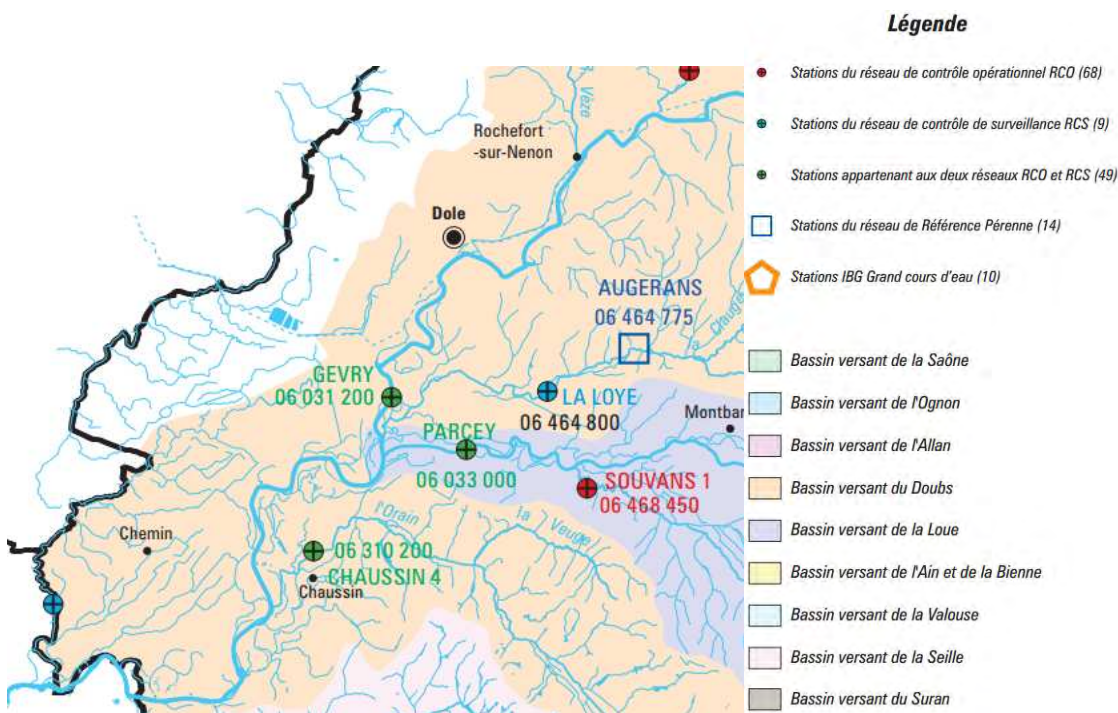 Légende
Stations du réseau de contrôle opérationnel RCO (68)
Stations du réseau de contrôle de surveillance RCS (9)
Stations appartenant aux deux réseaux RCO et RCS (49)
Stations du réseau de Référence Pérenne (14)
Stations IBG Grand cours d'eau (10)
Bassin versant de la Saône
Bassin versant de l'Ognon
Bassin versant de l'Allan
Bassin versant du Doubs
Bassin versant de la Loue
Bassin versant de l'Ain et de la Bienne
Bassin versant de la Valouse
Bassin versant de la Seille
Bassin versant du Suran
Vèze
Rochefort
-sur-Nenon
Dole
AUGERANS
06 464 775
la Clauge
GEVRY
06 031 200
LA LOYE
06 464 800
Montbar
PARCEY
06 033 000
SOUVANS 1
06 468 450
l'Orain
la Veuge
Chemin
06 310 200
CHAUSSIN 4
Chaussin